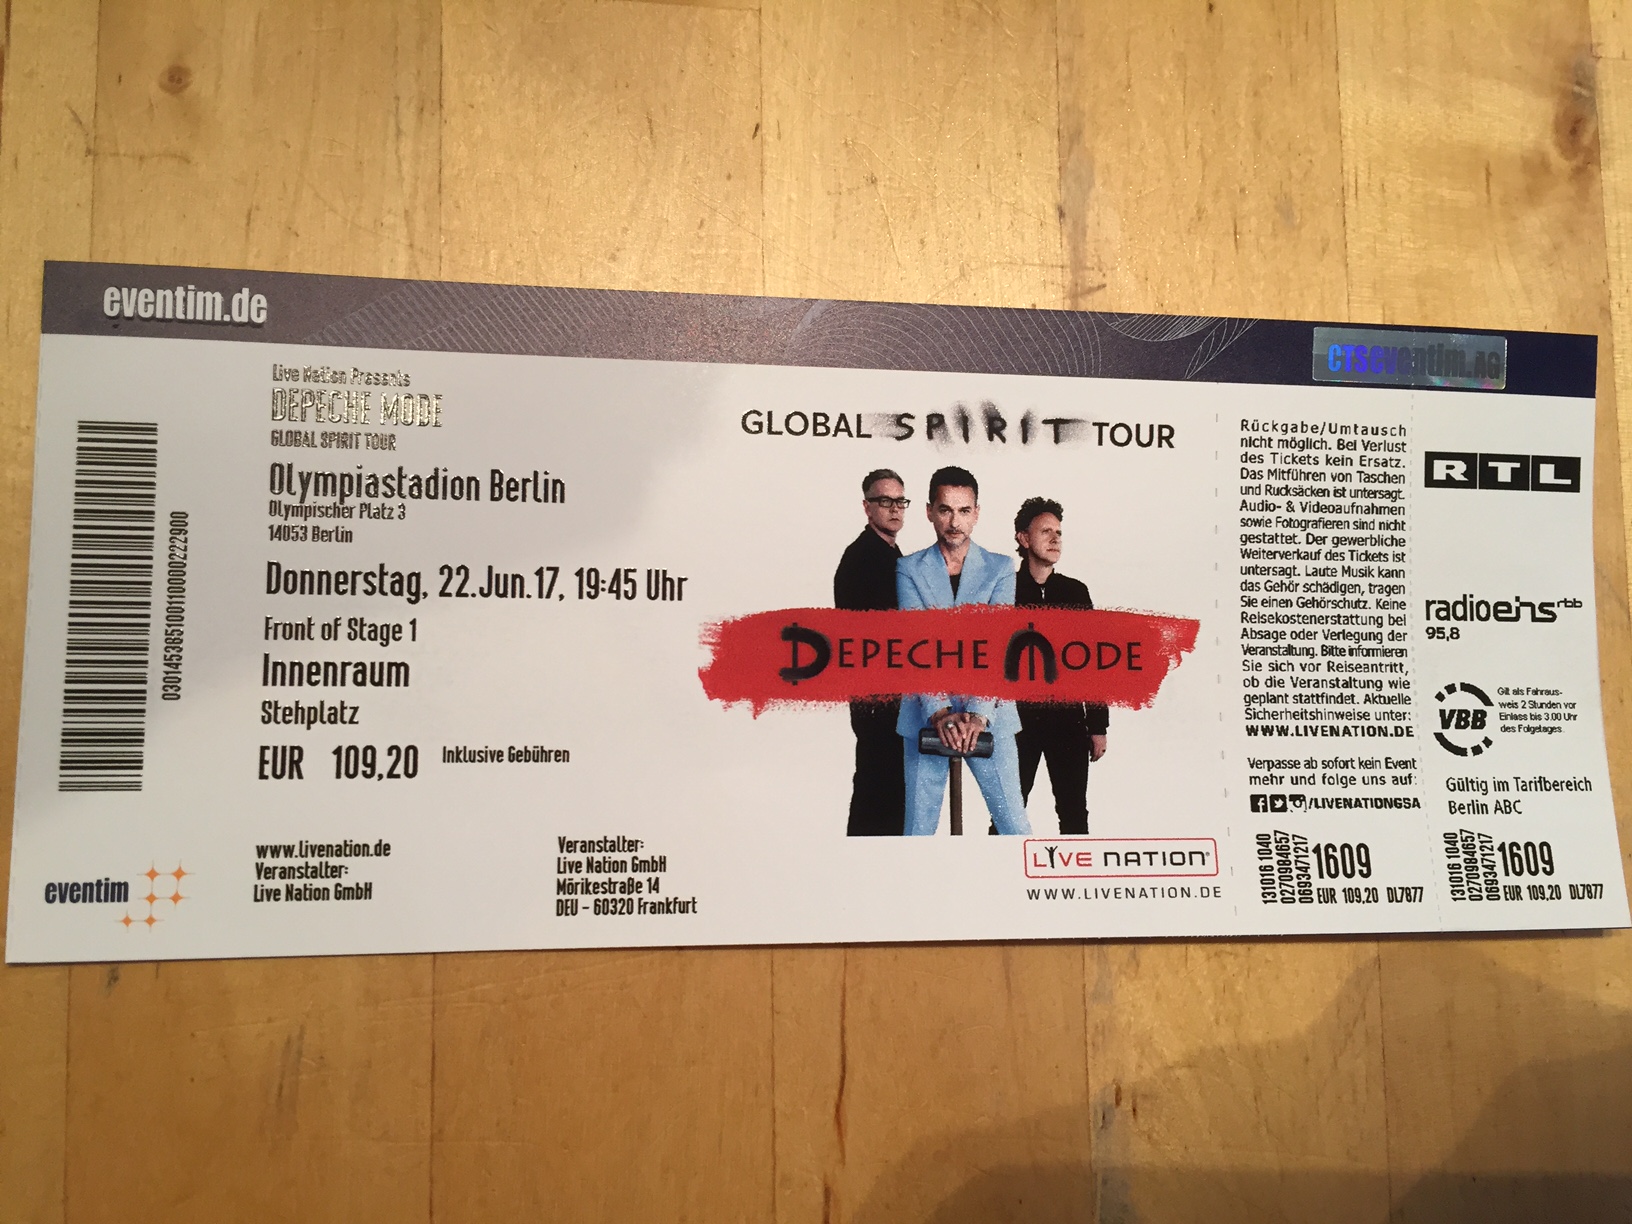 eventim.de
CTSeventim.AG
Live Nation Presents
DEPECHE MODE
GLOBAL SPIRIT TOUR
Olympiastadion Berlin
Olympischer Platz 3
14053 Berlin
Donnerstag, 22.Jun.17, 19:45 Uhr
Front of Stage 1
Innenraum
Stehplatz
EUR 109,20 Inklusive Gebühren
www.livenation.de
Veranstalter:
Live Nation GmbH
Veranstalter:
Live Nation GmbH
Mörikestraße 14
DEU - 60320 Frankfurt
eventim
GLOBAL SPIRIT TOUR
DEPECHE MODE
LIVE NATION
WWW.LIVENATION.DE
Rückgabe/Umtausch
nicht möglich. Bei Verlust
des Tickets kein Ersatz.
Das Mitführen von Taschen
und Rucksäcken ist untersagt.
Audio- & Videoaufnahmen
sowie Fotografieren sind nicht
gestattet. Der gewerbliche
Weiterverkauf des Tickets ist
untersagt. Laute Musik kann
das Gehör schädigen, tragen
Sie einen Gehörschutz. Keine
Reisekostenerstattung bei
Absage oder Verlegung der
Veranstaltung. Bitte informieren
Sie sich vor Reiseantritt,
ob die Veranstaltung wie
geplant stattfindet. Aktuelle
Sicherheitshinweise unter:
WWW.LIVENATION.DE
Verpasse ab sofort kein Event
mehr und folge uns auf:
/LIVENATIONGSA
131016 1040
0270984657
0693471217
1609
EUR 109,20 DL7877
RTL
radioeins rbb
95,8
VBB
Gilt als Fahraus-
weis 2 Stunden vor
Einlass bis 3.00 Uhr
des Folgetages.
Gültig im Tarifbereich
Berlin ABC
131016 1040
0270984657
0693471217
1609
EUR 109,20 DL7877